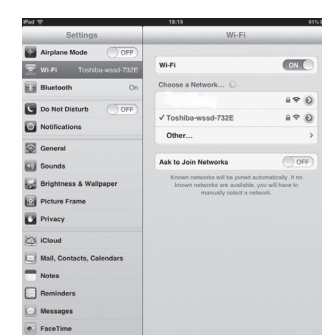 iPad
18:15
91%
Settings
Wi-Fi
Airplane Mode OFF
Wi-Fi Toshiba-wssd-732E
Bluetooth On
Do Not Disturb OFF
Notifications
General
Sounds
Brightness & Wallpaper
Picture Frame
Privacy
iCloud
Mail, Contacts, Calendars
Notes
Reminders
Messages
FaceTime
Wi-Fi ON
Choose a Network...
✓ Toshiba-wssd-732E
Other...
Ask to Join Networks OFF
Known networks will be joined automatically. If no
known networks are available, you will have to
manually select a network.